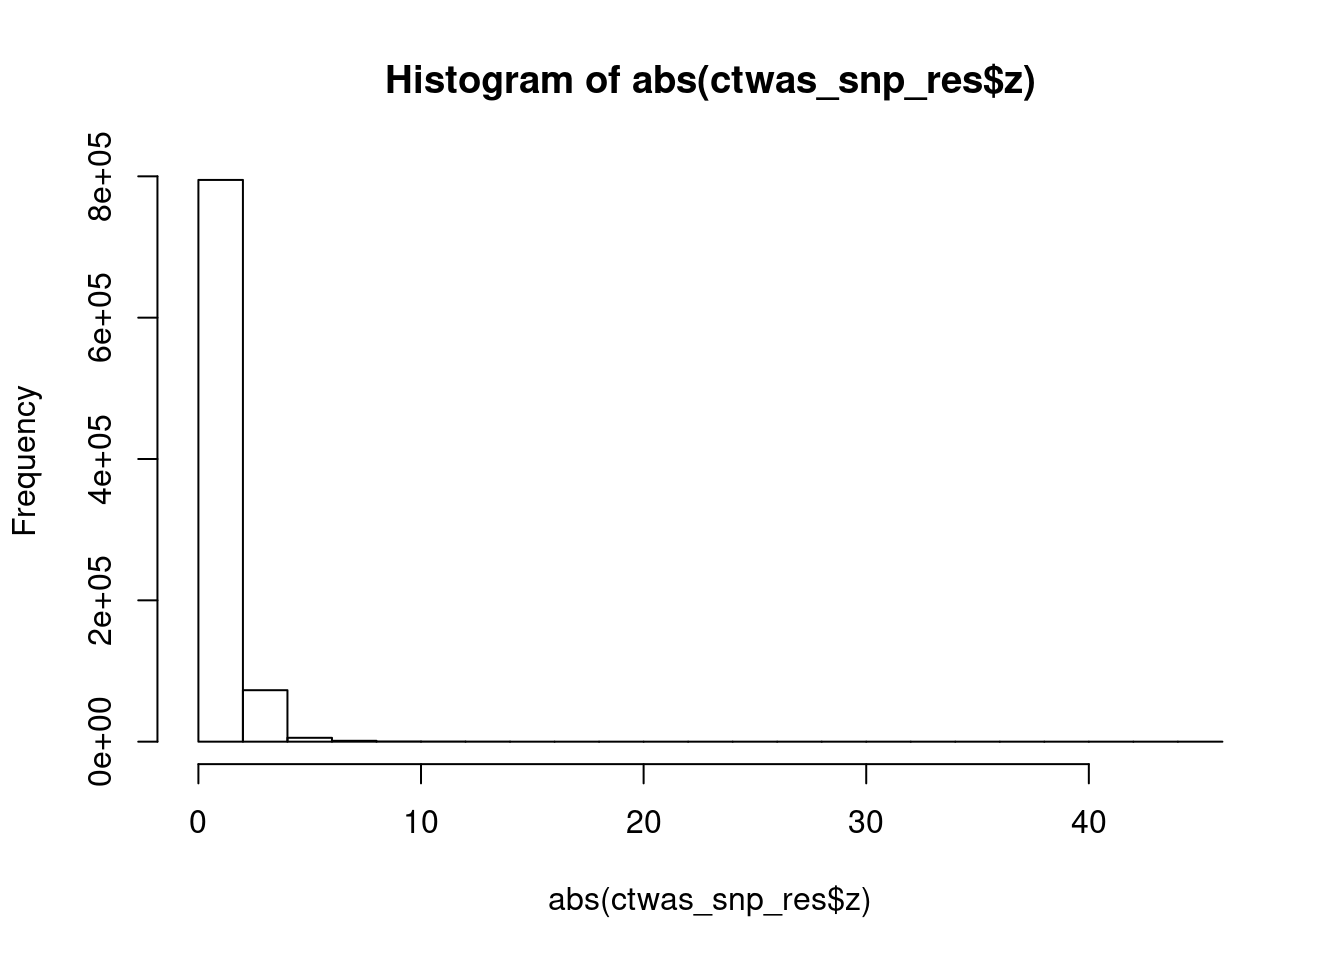 Histogram of abs(ctwas_snp_res$z)
Frequency
8e+05
6e+05
4e+05
2e+05
0e+00
0 10 20 30 40
abs(ctwas_snp_res$z)